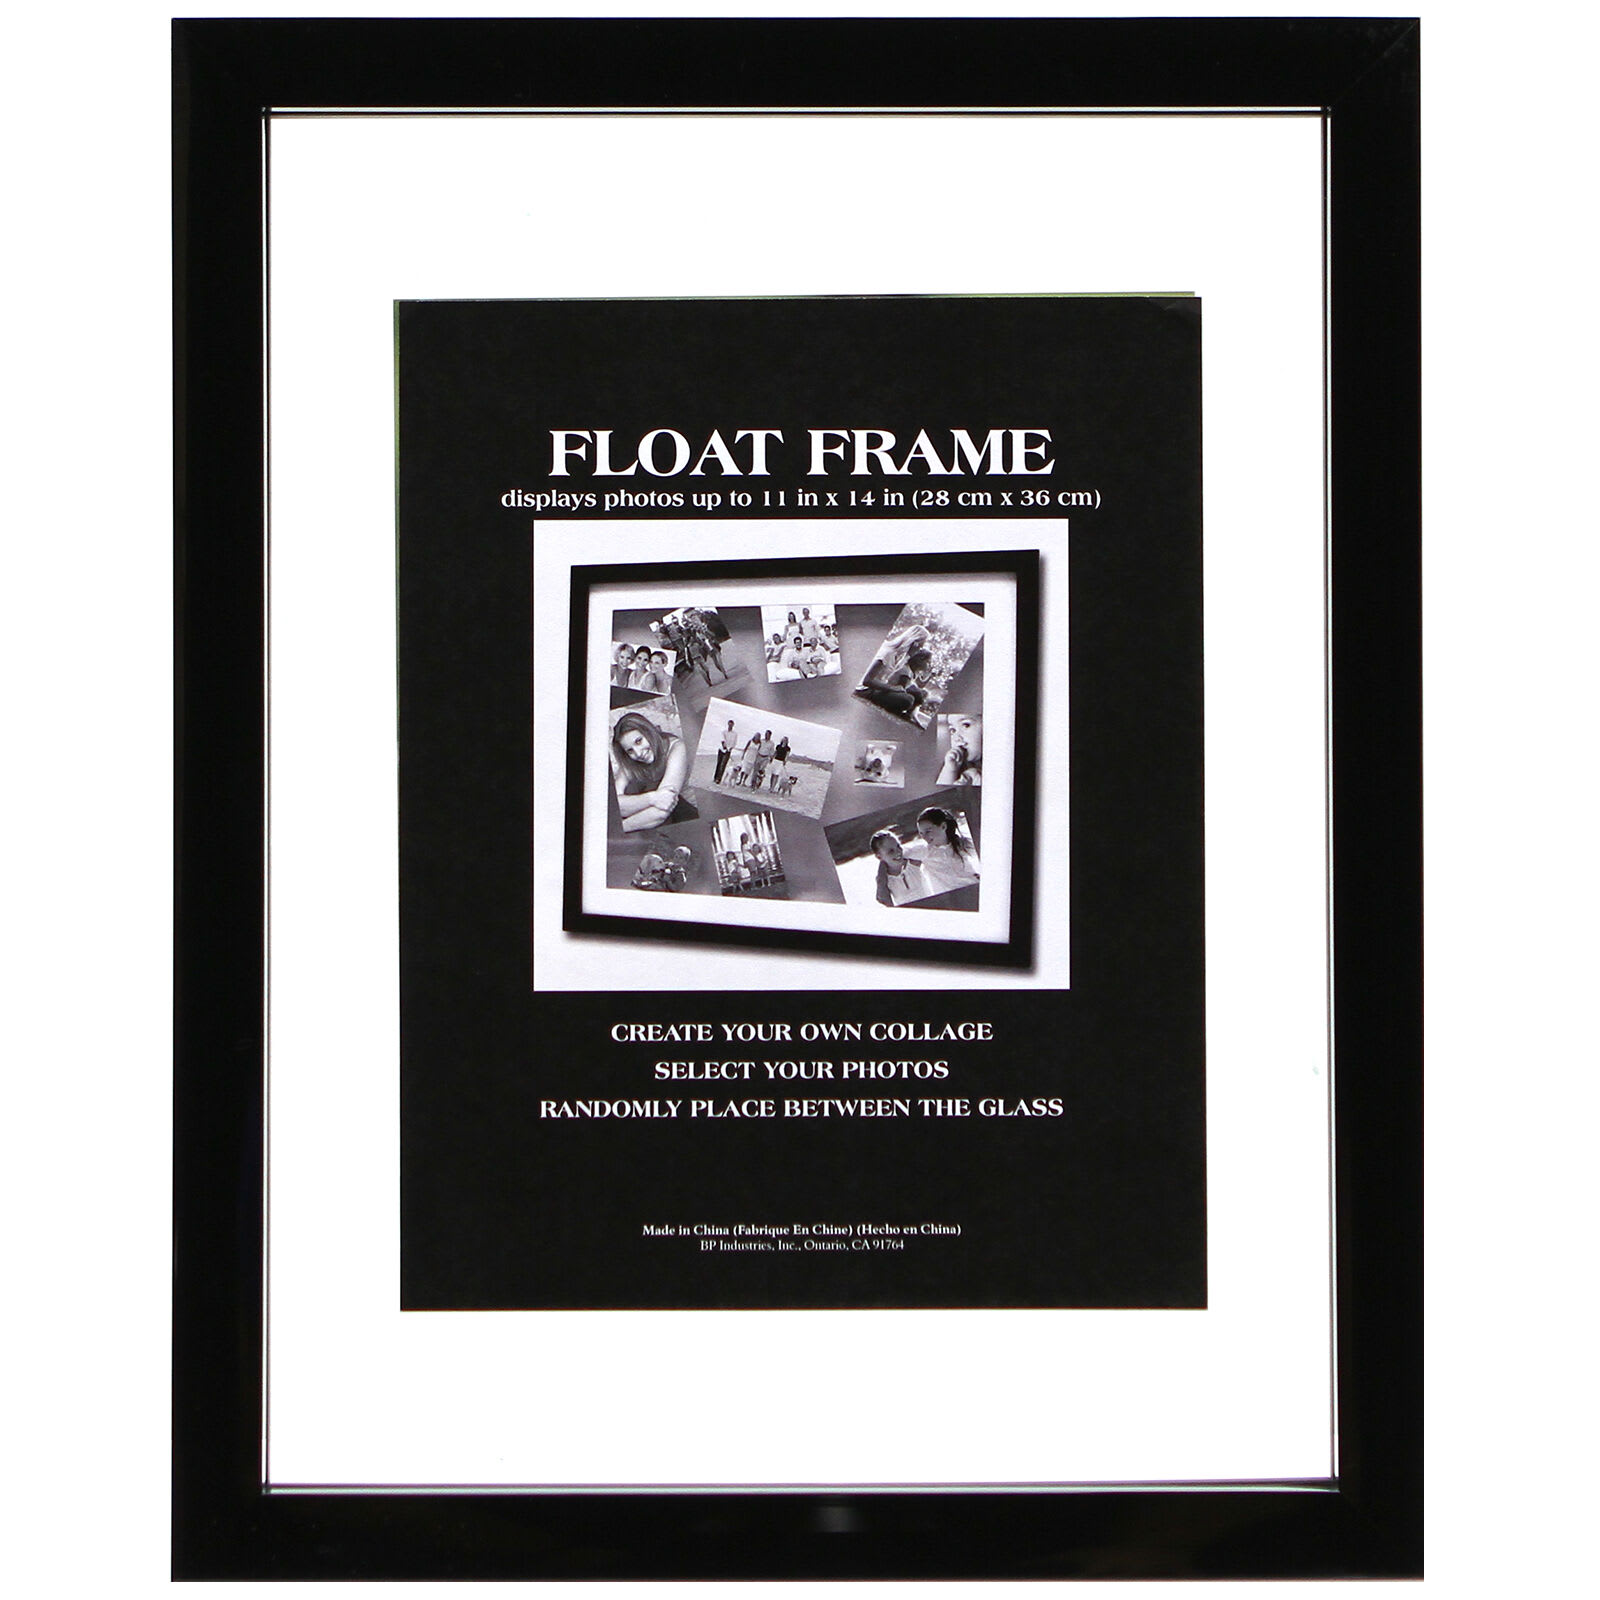 FLOAT FRAME
displays photos up to 11 in x 14 in (28 cm x 36 cm)
CREATE YOUR OWN COLLAGE
SELECT YOUR PHOTOS
RANDOMLY PLACE BETWEEN THE GLASS
Made in China (Fabrique En Chine) (Hecho en China)
BP Industries, Inc., Ontario, CA 91764